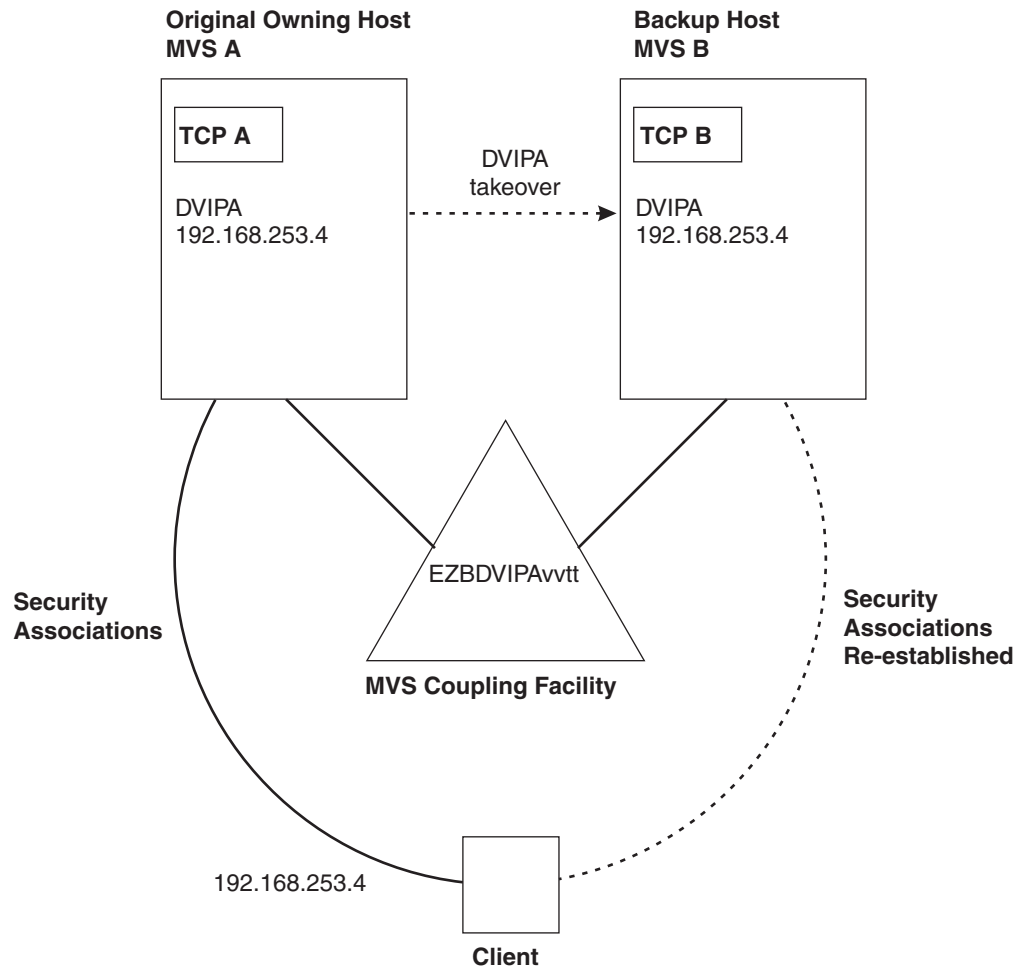 Original Owning Host
MVS A
Backup Host
MVS B
TCP A
TCP B
DVIPA
takeover
DVIPA
192.168.253.4
DVIPA
192.168.253.4
EZBDVIPAvvtt
Security
Associations
Security
Associations
Re-established
MVS Coupling Facility
192.168.253.4
Client